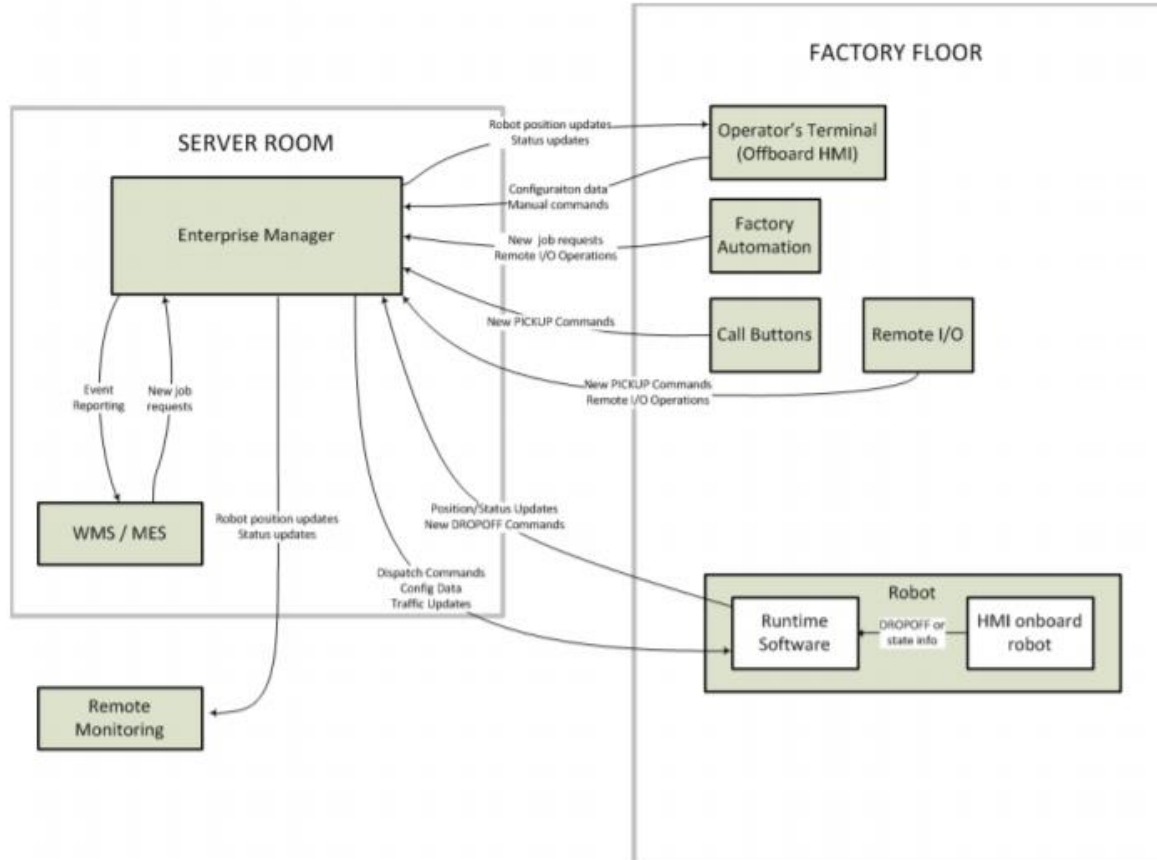 FACTORY FLOOR
SERVER ROOM
Robot position updates
Status updates
Operator's Terminal
(Offboard HMI)
Enterprise Manager
Configuraiton data
Manual commands
Factory
Automation
New job requests
Remote I/O Operations
New PICKUP Commands
Call Buttons
Remote I/O
New PICKUP Commands
Remote I/O Operations
Event
Reporting
New job
requests
WMS / MES
Robot position updates
Status updates
Position/Status Updates
New DROPOFF Commands
Dispatch Commands
Config Data
Traffic Updates
Robot
Runtime
Software
DROPOFF or
state info
HMI onboard
robot
Remote
Monitoring